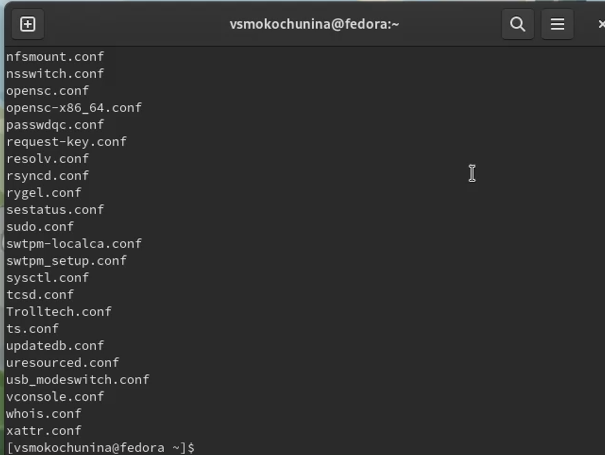 vsmokochunina@fedora:~
nfsmount.conf
nsswitch.conf
opensc.conf
opensc-x86_64.conf
passwdqc.conf
request-key.conf
resolv.conf
rsyncd.conf
rygel.conf
sestatus.conf
sudo.conf
swtpm-localca.conf
swtpm_setup.conf
sysctl.conf
tcsd.conf
Trolltech.conf
ts.conf
updatedb.conf
uresourced.conf
usb_modeswitch.conf
vconsole.conf
whois.conf
xattr.conf
[vsmokochunina@fedora ~]$